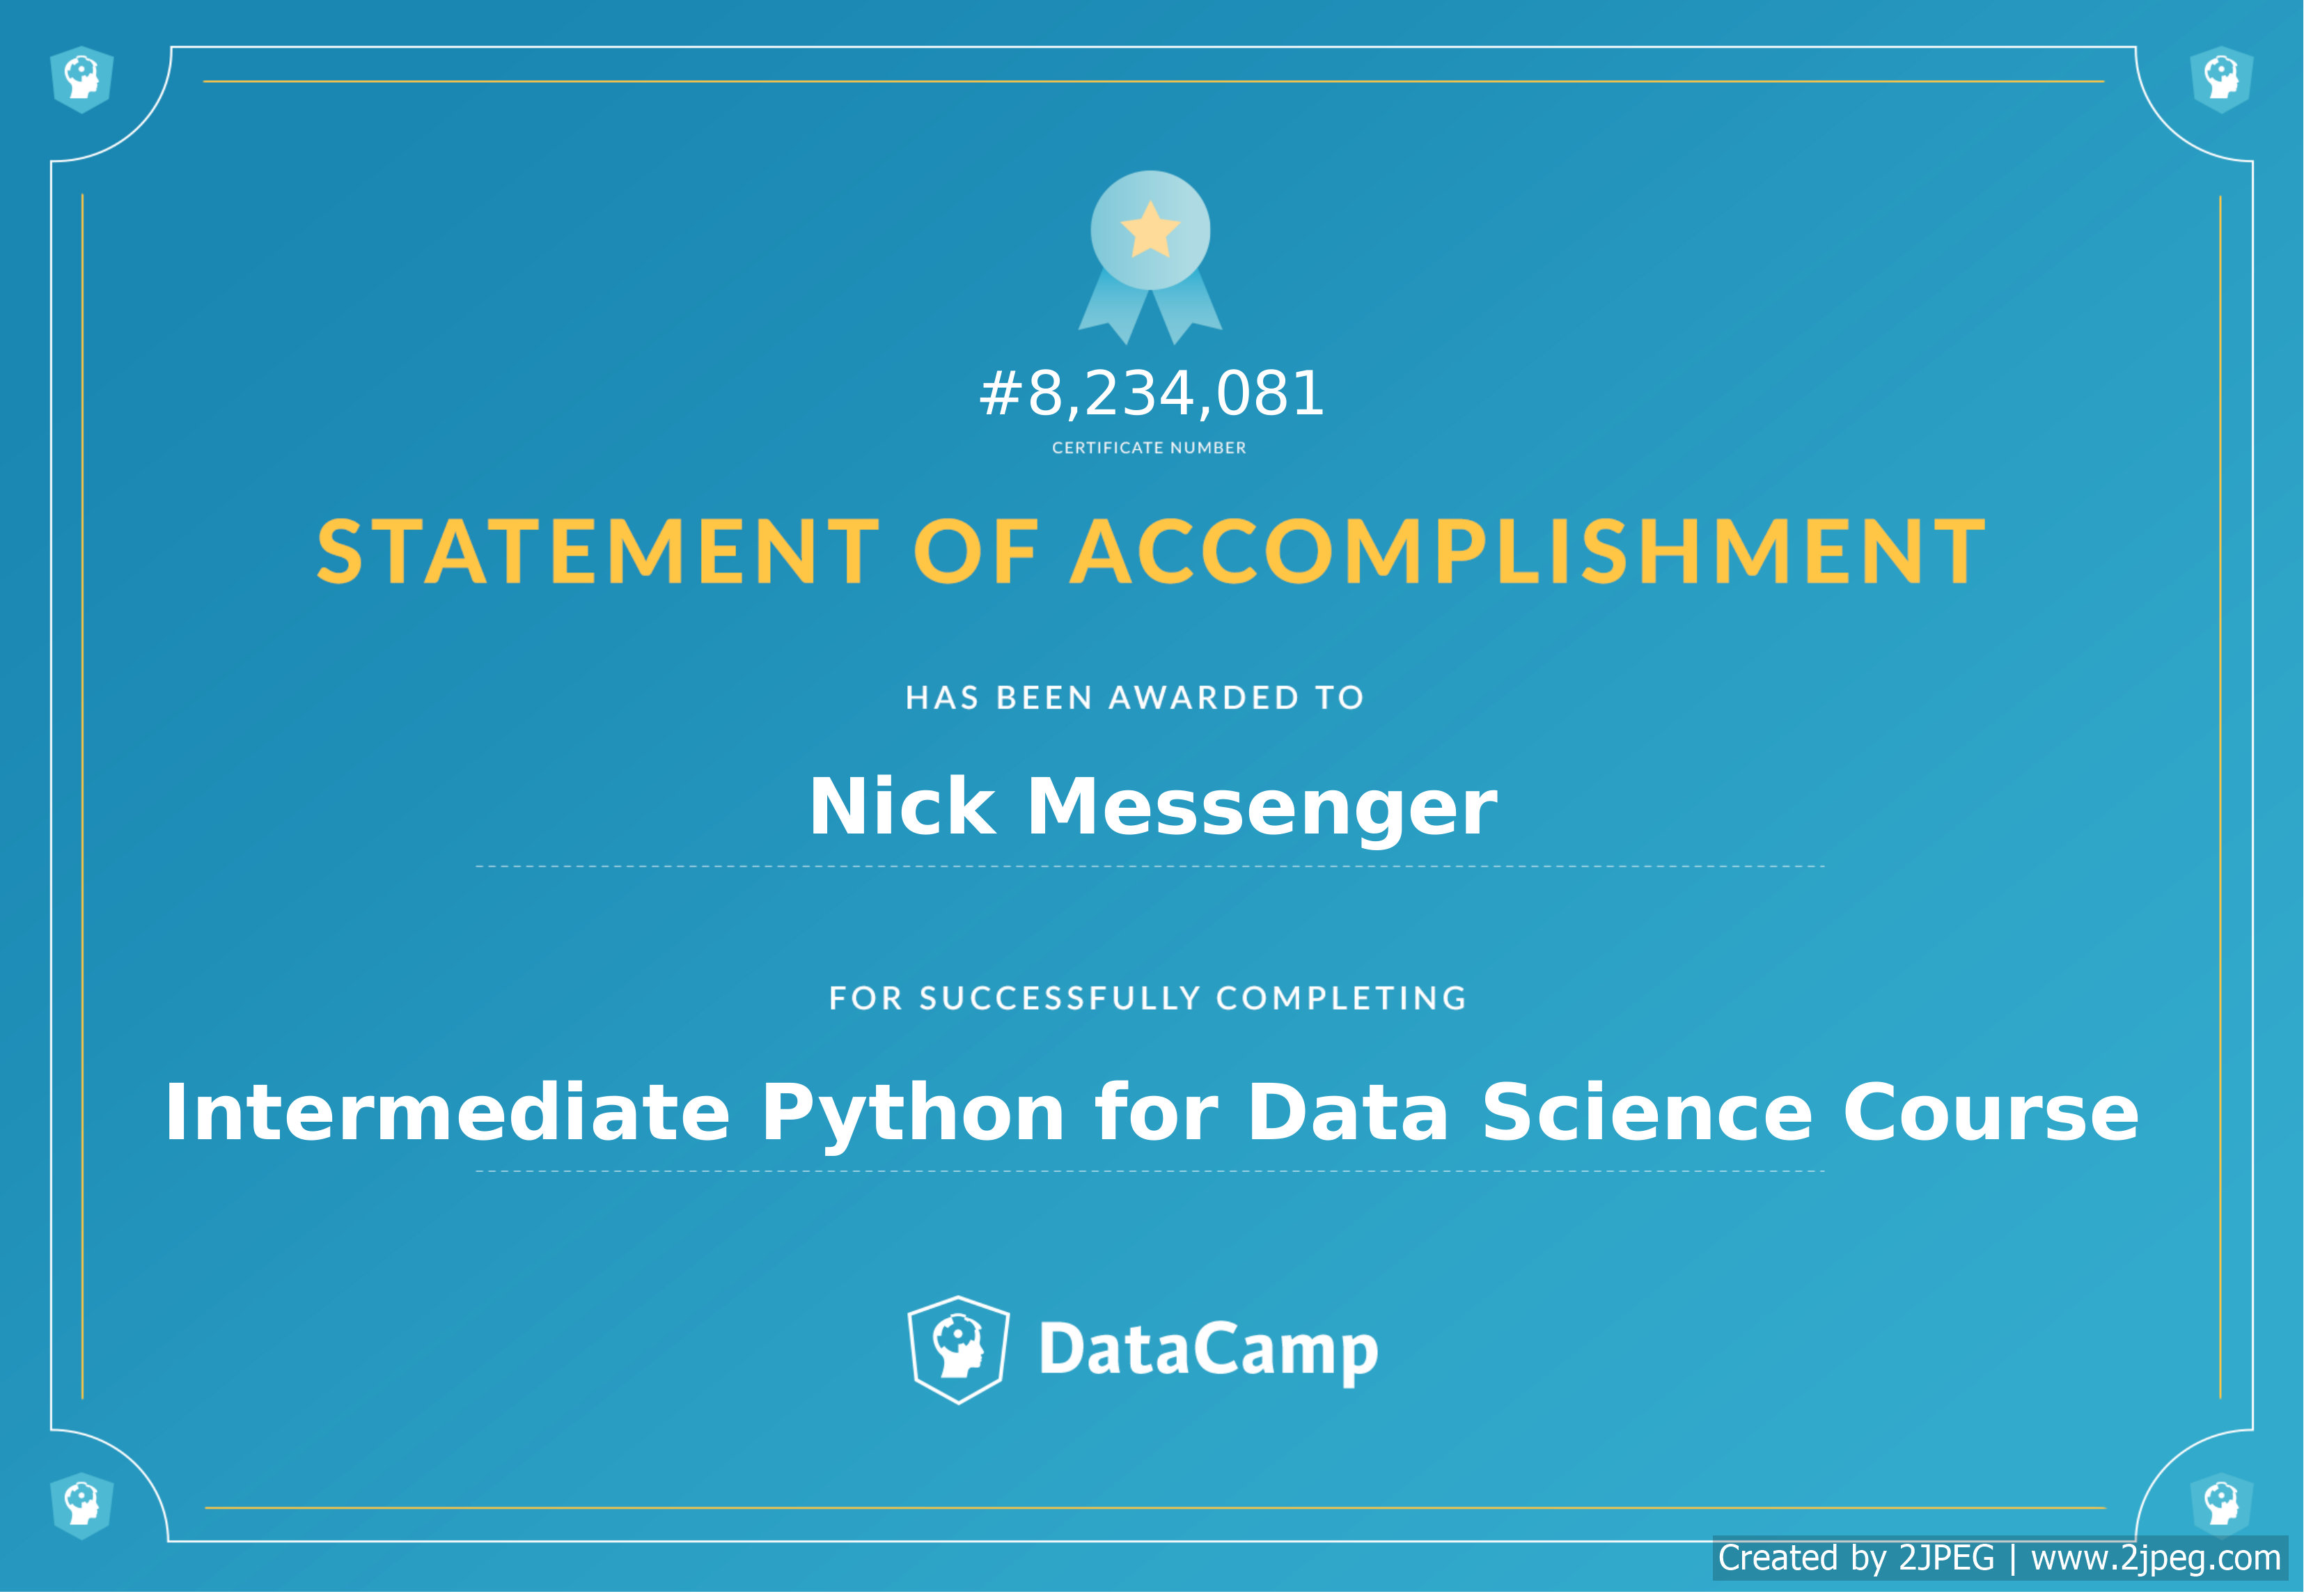 #8,234,081
CERTIFICATE NUMBER
STATEMENT OF ACCOMPLISHMENT
HAS BEEN AWARDED TO
Nick Messenger
FOR SUCCESSFULLY COMPLETING
Intermediate Python for Data Science Course
DataCamp
Created by 2JPEG | www.2jpeg.com